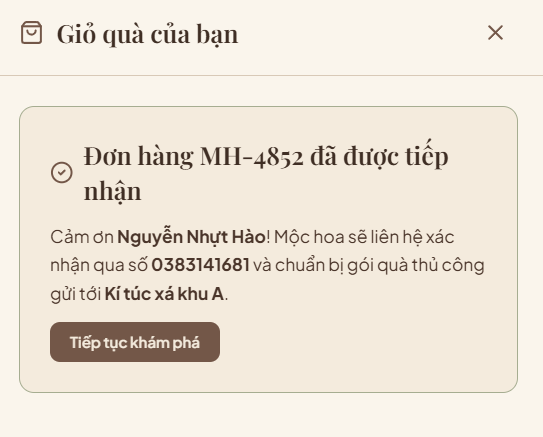 Giỏ quà của bạn
Đơn hàng MH-4852 đã được tiếp
nhận
Cảm ơn Nguyễn Nhựt Hào! Mộc hoa sẽ liên hệ xác
nhận qua số 0383141681 và chuẩn bị gói quà thủ công
gửi tới Kí túc xá khu A.
Tiếp tục khám phá